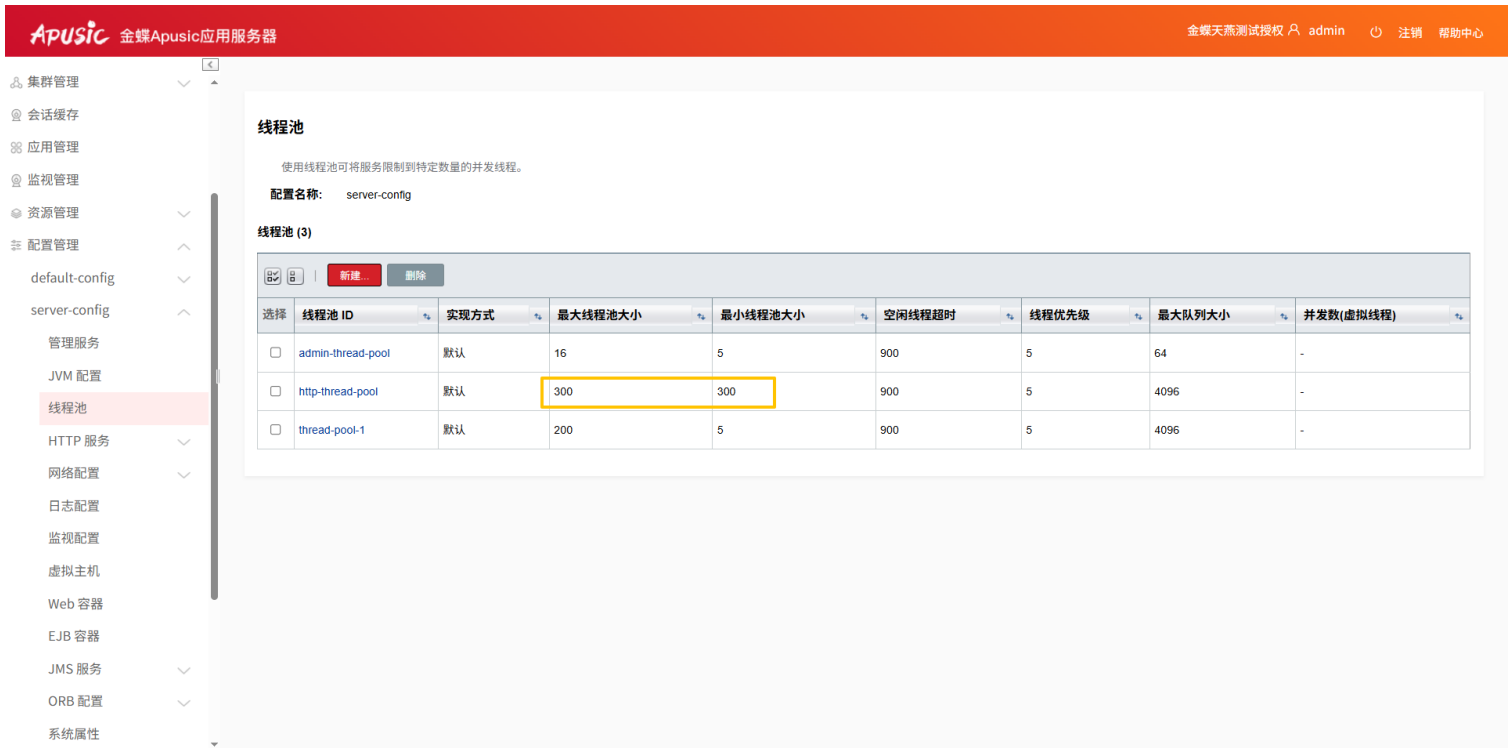 Apusic 金蝶Apusic应用服务器
金蝶天燕测试授权 admin 注销 帮助中心
集群管理
会话缓存
应用管理
监视管理
资源管理
配置管理
default-config
server-config
管理服务
JVM 配置
线程池
HTTP 服务
网络配置
日志配置
监视配置
虚拟主机
Web 容器
EJB 容器
JMS 服务
ORB 配置
系统属性
线程池
使用线程池可将服务限制到特定数量的并发线程。
配置名称: server-config
线程池 (3)
新建... 删除
选择 线程池 ID 实现方式 最大线程池大小 最小线程池大小 空闲线程超时 线程优先级 最大队列大小 并发数(虚拟线程)
admin-thread-pool 默认 16 5 900 5 64 -
http-thread-pool 默认 300 300 900 5 4096 -
thread-pool-1 默认 200 5 900 5 4096 -